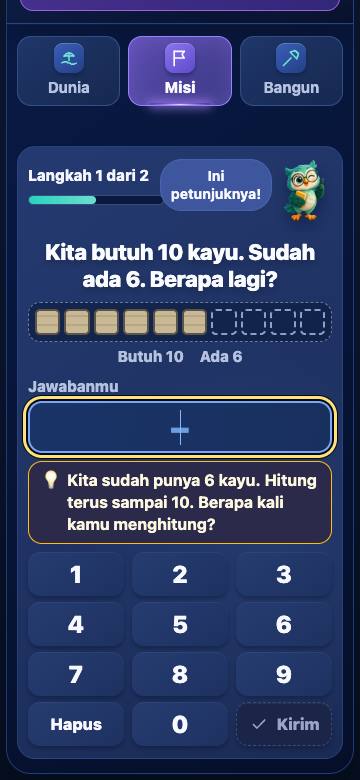 Dunia
Misi
Bangun
Langkah 1 dari 2
Ini
petunjuknya!
Kita butuh 10 kayu. Sudah
ada 6. Berapa lagi?
Butuh 10 Ada 6
Jawabanmu
Kita sudah punya 6 kayu. Hitung
terus sampai 10. Berapa kali
kamu menghitung?
1 2 3
4 5 6
7 8 9
Hapus 0 Kirim